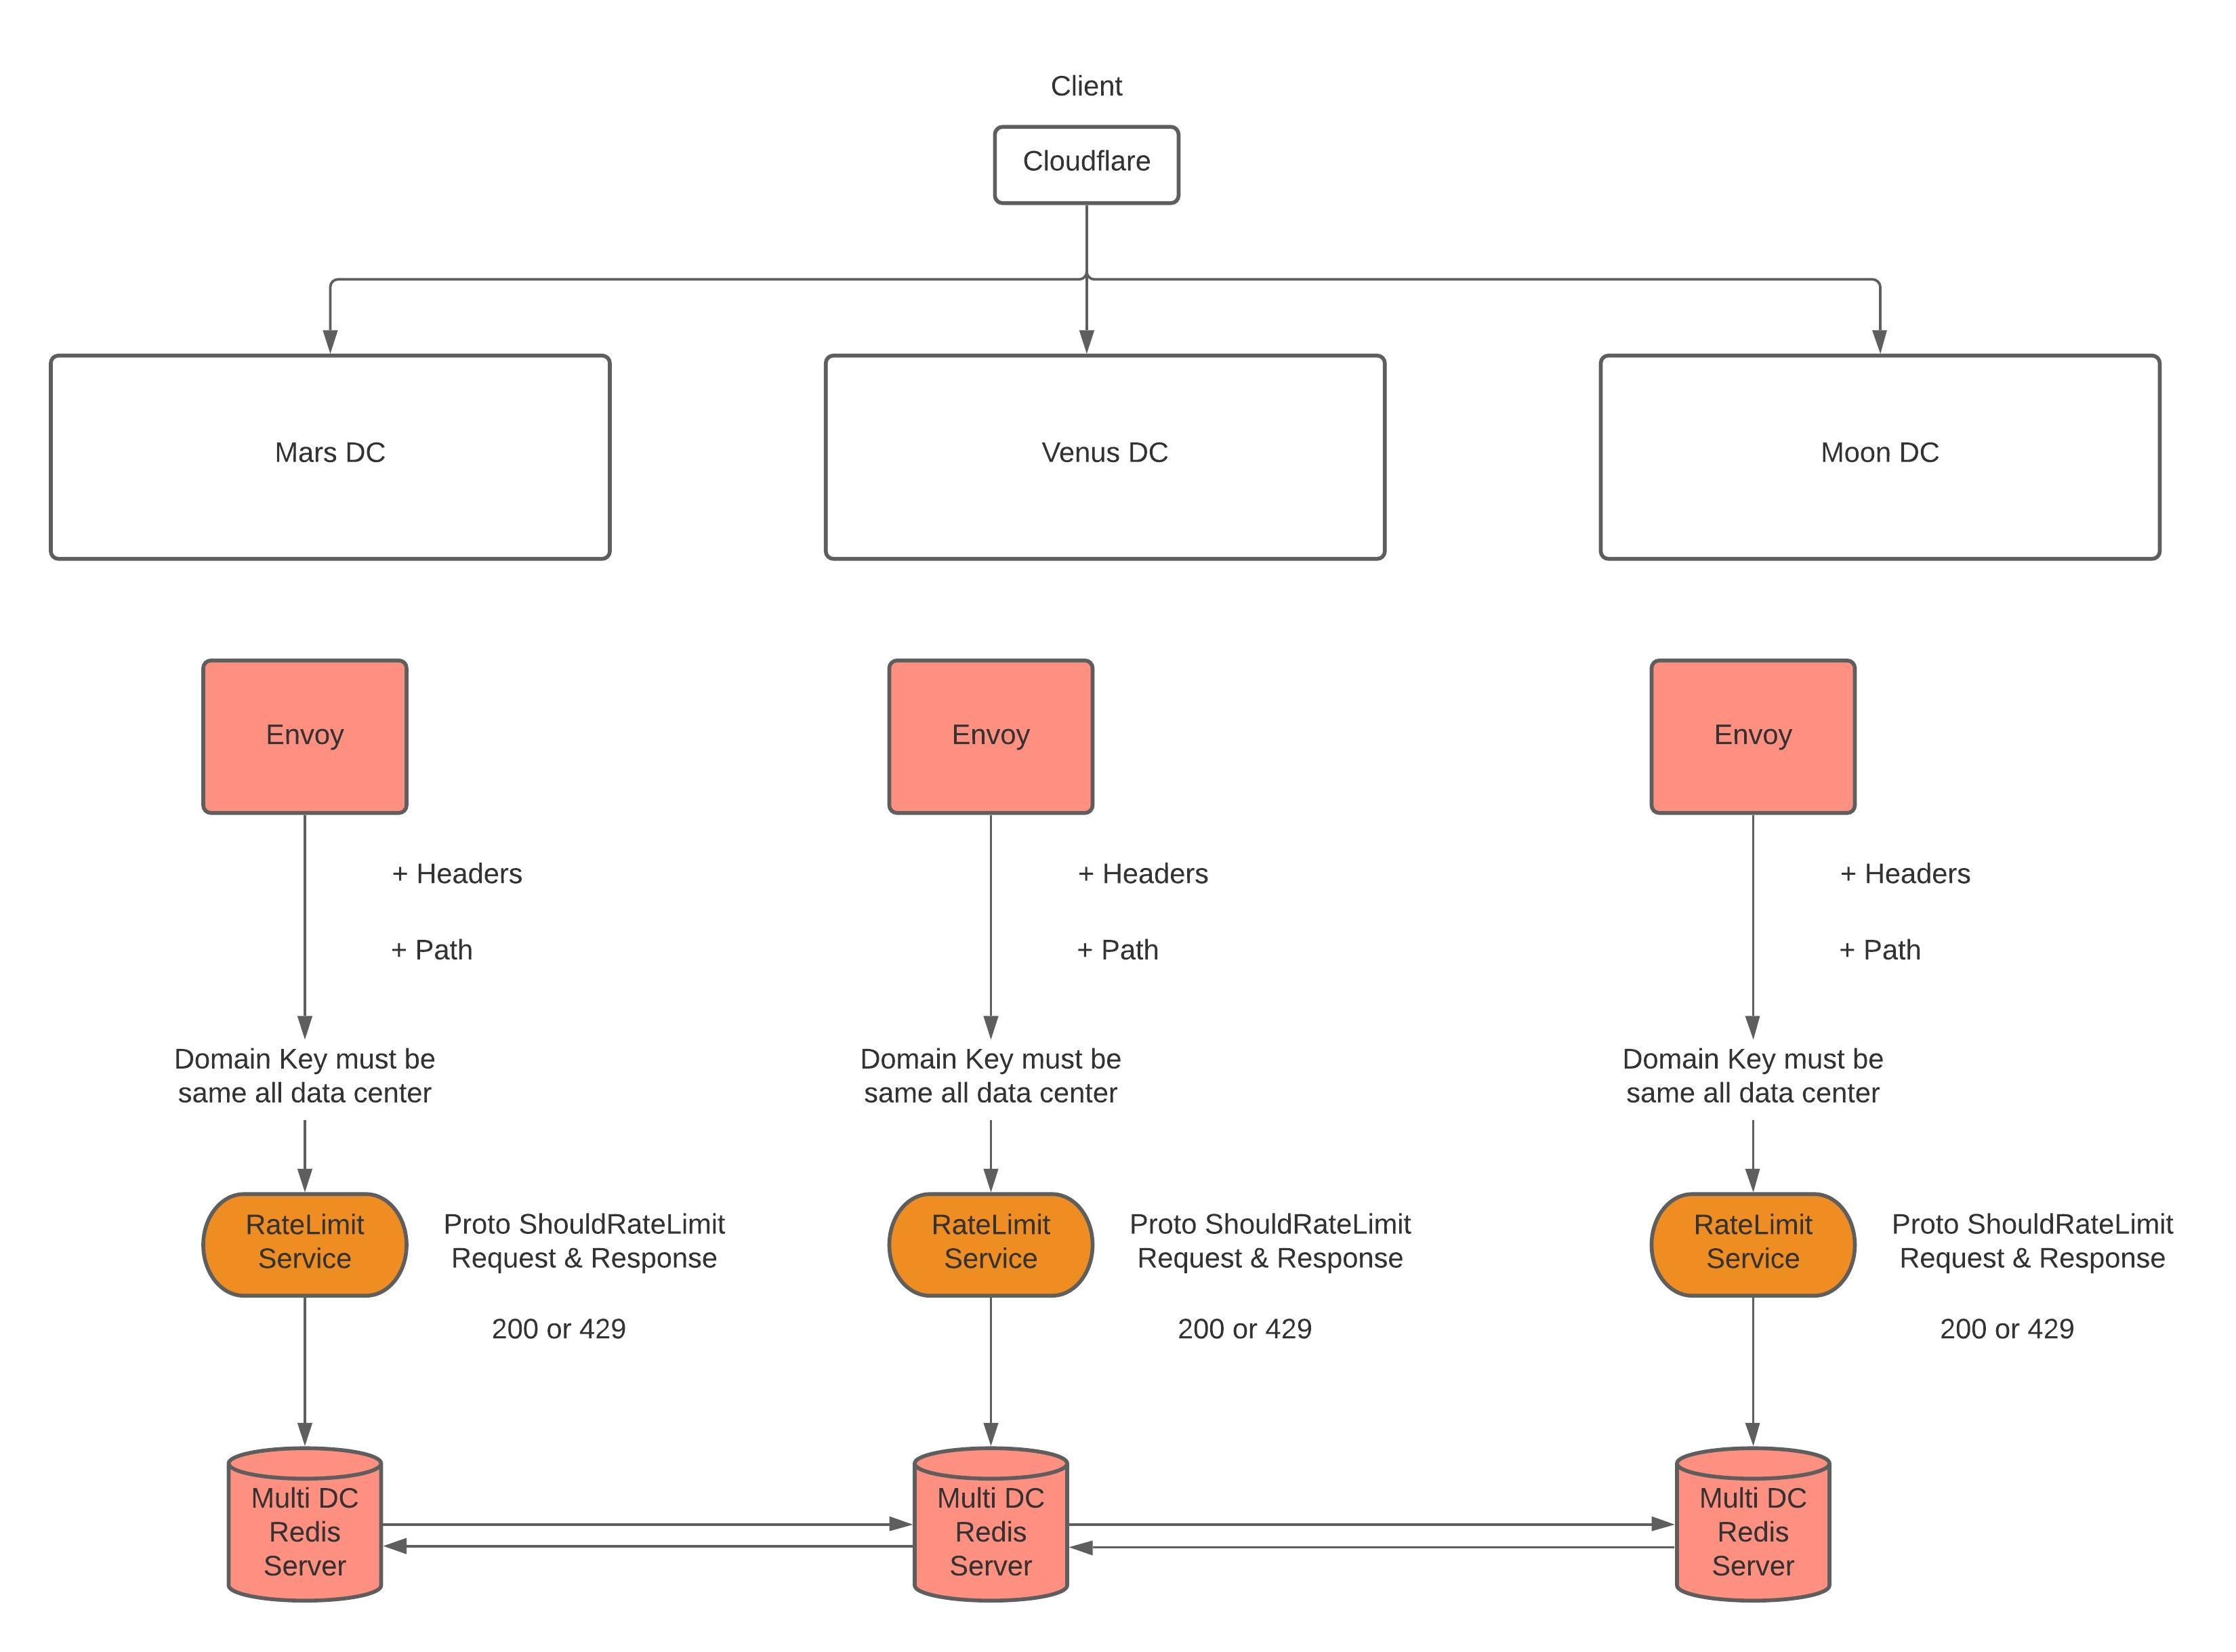 Client
Cloudflare
Mars DC
Venus DC
Moon DC
Envoy
Envoy
Envoy
+ Headers
+ Headers
+ Headers
+ Path
+ Path
+ Path
Domain Key must be
same all data center
Domain Key must be
same all data center
Domain Key must be
same all data center
RateLimit
Service
Proto ShouldRateLimit
Request & Response
200 or 429
RateLimit
Service
Proto ShouldRateLimit
Request & Response
200 or 429
RateLimit
Service
Proto ShouldRateLimit
Request & Response
200 or 429
Multi DC
Redis
Server
Multi DC
Redis
Server
Multi DC
Redis
Server